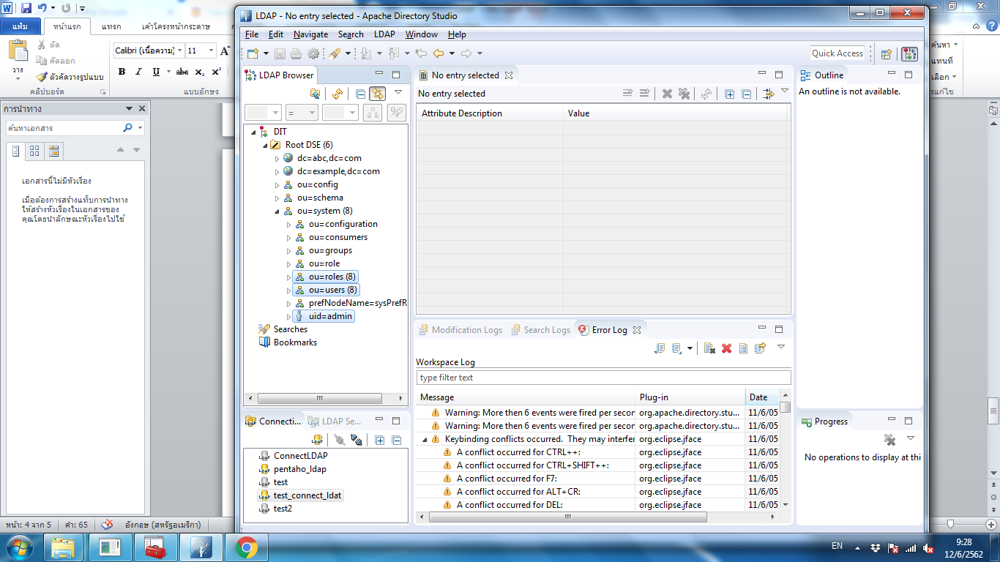 LDAP - No entry selected - Apache Directory Studio
แฟ้ม
หน้าแรก
แทรก
เค้าโครงหน้ากระดาษ
วาง
ตัด
คัดลอก
ตัวคัดวางรูปแบบ
คลิปบอร์ด
Calibri (เนื้อความ)
11
B I U abc x₂ x²
แบบอักษร
ค้นหา
แทนที่
เลือก
การนำทาง
ค้นหาเอกสาร
เอกสารนี้ไม่มีหัวเรื่อง
เมื่อต้องการสร้างแท็บการนำทาง
ให้สร้างหัวเรื่องในเอกสารของ
คุณโดยนำลักษณะหัวเรื่องไปใช้
หน้า: 4 จาก 5
คำ: 65
อังกฤษ (สหรัฐอเมริกา)
File Edit Navigate Search LDAP Window Help
Quick Access
LDAP Browser
=
DIT
Root DSE (6)
dc=abc,dc=com
dc=example,dc=com
ou=config
ou=schema
ou=system (8)
ou=configuration
ou=consumers
ou=groups
ou=role
ou=roles (8)
ou=users (8)
prefNodeName=sysPrefR
uid=admin
Searches
Bookmarks
Connecti...
LDAP Se...
ConnectLDAP
pentaho_ldap
test
test_connect_ldat
test2
No entry selected
No entry selected
Attribute Description Value
Modification Logs
Search Logs
Error Log
Workspace Log
type filter text
Message Plug-in Date
Warning: More then 6 events were fired per secon org.apache.directory.stu... 11/6/05
Warning: More then 6 events were fired per secon org.apache.directory.stu... 11/6/05
Keybinding conflicts occurred. They may interfer org.eclipse.jface 11/6/05
A conflict occurred for CTRL++: org.eclipse.jface 11/6/05
A conflict occurred for CTRL+SHIFT++: org.eclipse.jface 11/6/05
A conflict occurred for F7: org.eclipse.jface 11/6/05
A conflict occurred for ALT+CR: org.eclipse.jface 11/6/05
A conflict occurred for DEL: org.eclipse.jface 11/6/05
Outline
An outline is not available.
Progress
No operations to display at thi
EN
9:28
12/6/2562